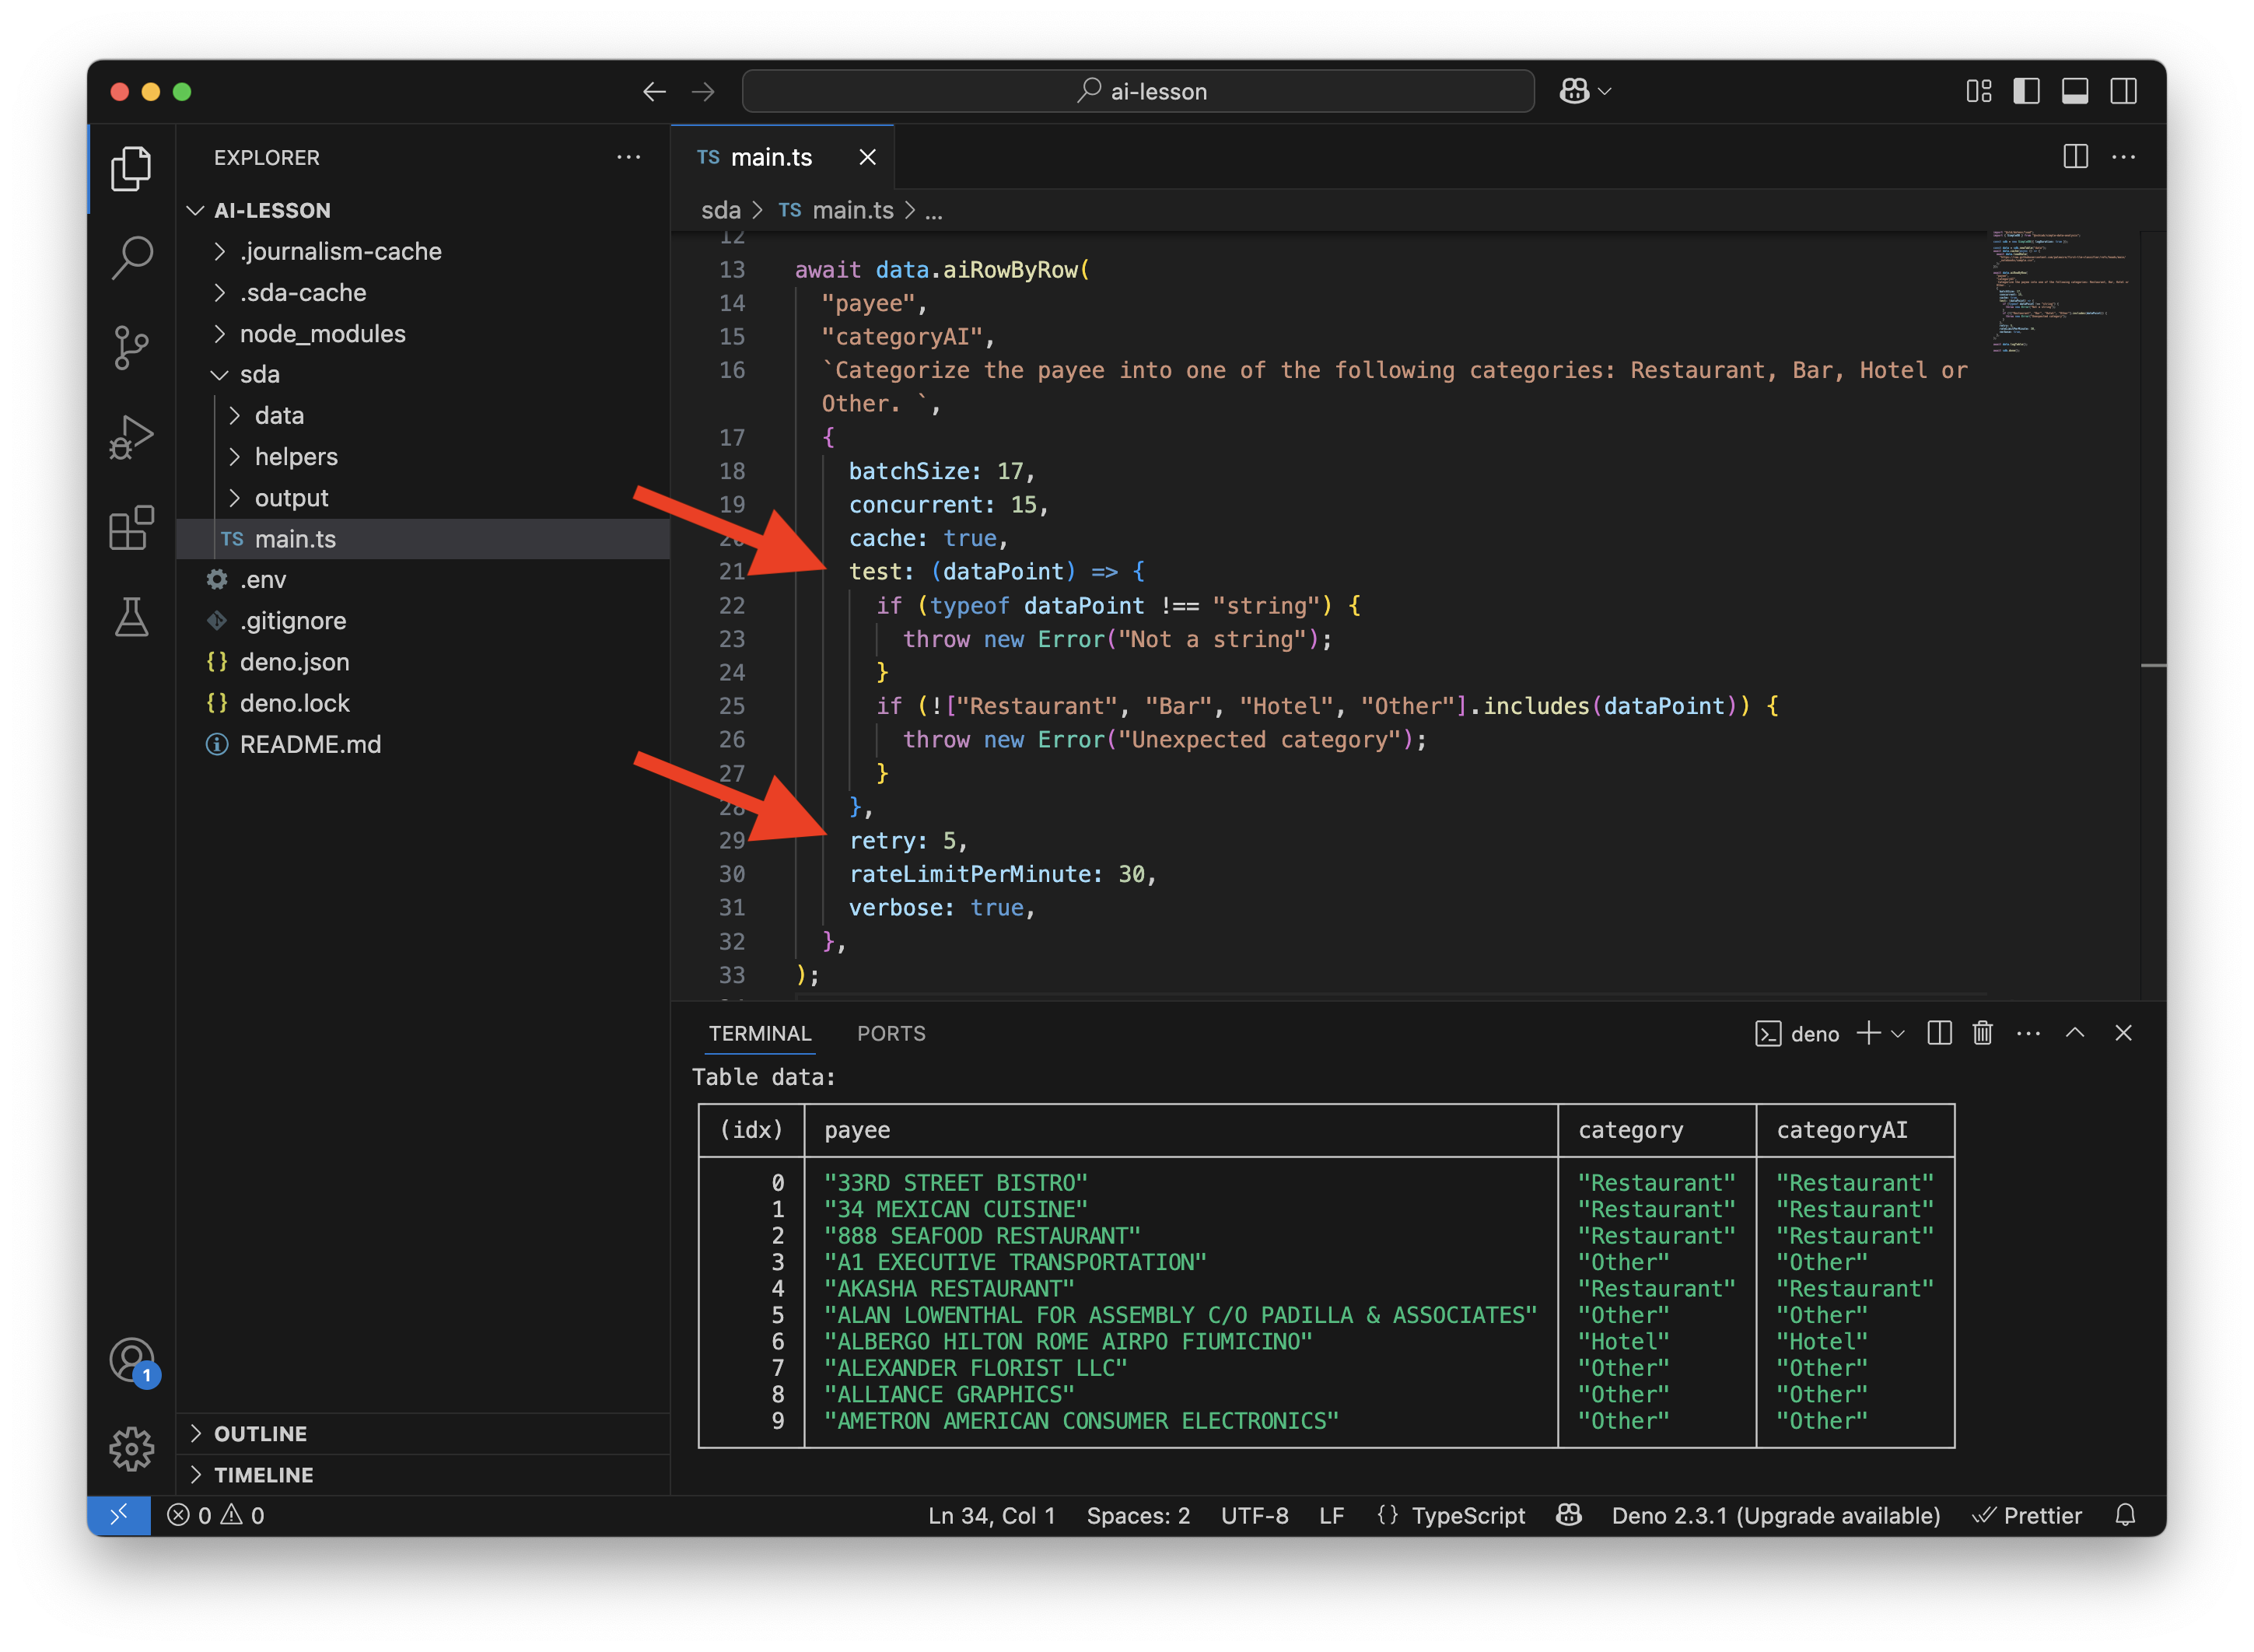 ai-lesson
EXPLORER
AI-LESSON
.journalism-cache
.sda-cache
node_modules
sda
data
helpers
output
TS main.ts
.env
.gitignore
{} deno.json
{} deno.lock
README.md
OUTLINE
TIMELINE
1
TS main.ts
sda > TS main.ts > ...
12
13 await data.aiRowByRow(
14 "payee",
15 "categoryAI",
16 `Categorize the payee into one of the following categories: Restaurant, Bar, Hotel or
Other. `,
17 {
18 batchSize: 17,
19 concurrent: 15,
20 cache: true,
21 test: (dataPoint) => {
22 if (typeof dataPoint !== "string") {
23 throw new Error("Not a string");
24 }
25 if (!["Restaurant", "Bar", "Hotel", "Other"].includes(dataPoint)) {
26 throw new Error("Unexpected category");
27 }
28 },
29 retry: 5,
30 rateLimitPerMinute: 30,
31 verbose: true,
32 },
33 );
TERMINAL PORTS
deno
Table data:
(idx) payee category categoryAI
0 "33RD STREET BISTRO" "Restaurant" "Restaurant"
1 "34 MEXICAN CUISINE" "Restaurant" "Restaurant"
2 "888 SEAFOOD RESTAURANT" "Restaurant" "Restaurant"
3 "A1 EXECUTIVE TRANSPORTATION" "Other" "Other"
4 "AKASHA RESTAURANT" "Restaurant" "Restaurant"
5 "ALAN LOWENTHAL FOR ASSEMBLY C/O PADILLA & ASSOCIATES" "Other" "Other"
6 "ALBERGO HILTON ROME AIRPO FIUMICINO" "Hotel" "Hotel"
7 "ALEXANDER FLORIST LLC" "Other" "Other"
8 "ALLIANCE GRAPHICS" "Other" "Other"
9 "AMETRON AMERICAN CONSUMER ELECTRONICS" "Other" "Other"
0 0 Ln 34, Col 1 Spaces: 2 UTF-8 LF {} TypeScript Deno 2.3.1 (Upgrade available) Prettier